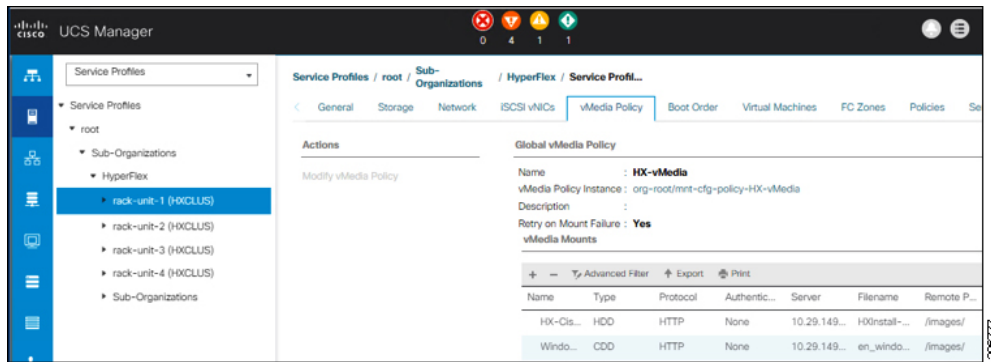 cisco UCS Manager
0 4 1 1
Service Profiles
Service Profiles / root / Sub-Organizations / HyperFlex / Service Profil...
Service Profiles
root
Sub-Organizations
HyperFlex
rack-unit-1 (HXCLUS)
rack-unit-2 (HXCLUS)
rack-unit-3 (HXCLUS)
rack-unit-4 (HXCLUS)
Sub-Organizations
< General Storage Network iSCSI vNICs vMedia Policy Boot Order Virtual Machines FC Zones Policies Se
Actions
Modify vMedia Policy
Global vMedia Policy
Name : HX-vMedia
vMedia Policy Instance : org-root/mnt-cfg-policy-HX-vMedia
Description :
Retry on Mount Failure : Yes
vMedia Mounts
+ − Advanced Filter Export Print
Name Type Protocol Authentic... Server Filename Remote P...
HX-Cis... HDD HTTP None 10.29.149... HXInstall-... /images/
Windo... CDD HTTP None 10.29.149... en_windo... /images/